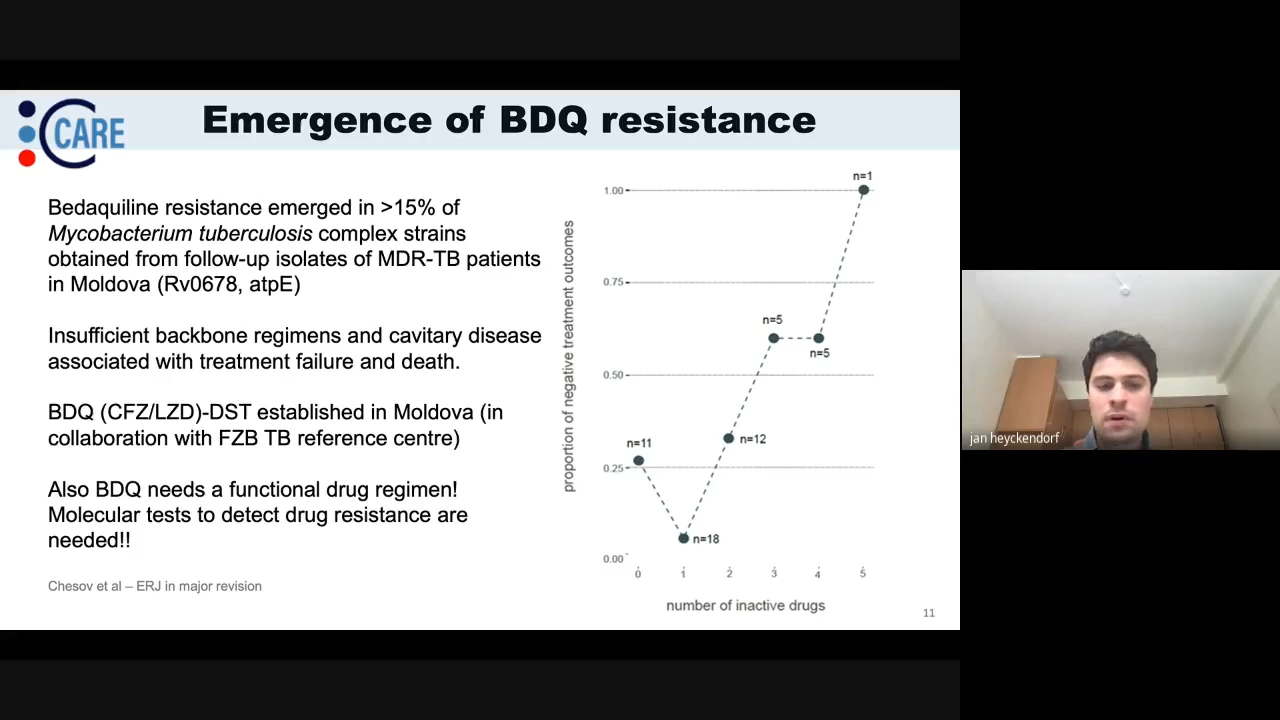 CARE
Emergence of BDQ resistance
Bedaquiline resistance emerged in >15% of
Mycobacterium tuberculosis complex strains
obtained from follow-up isolates of MDR-TB patients
in Moldova (Rv0678, atpE)
Insufficient backbone regimens and cavitary disease
associated with treatment failure and death.
BDQ (CFZ/LZD)-DST established in Moldova (in
collaboration with FZB TB reference centre)
Also BDQ needs a functional drug regimen!
Molecular tests to detect drug resistance are
needed!!
Chesov et al – ERJ in major revision
proportion of negative treatment outcomes
1.00
0.75
0.50
0.25
0.00
n=11
n=18
n=12
n=5
n=5
n=1
0 1 2 3 4 5
number of inactive drugs
11
jan heyckendorf